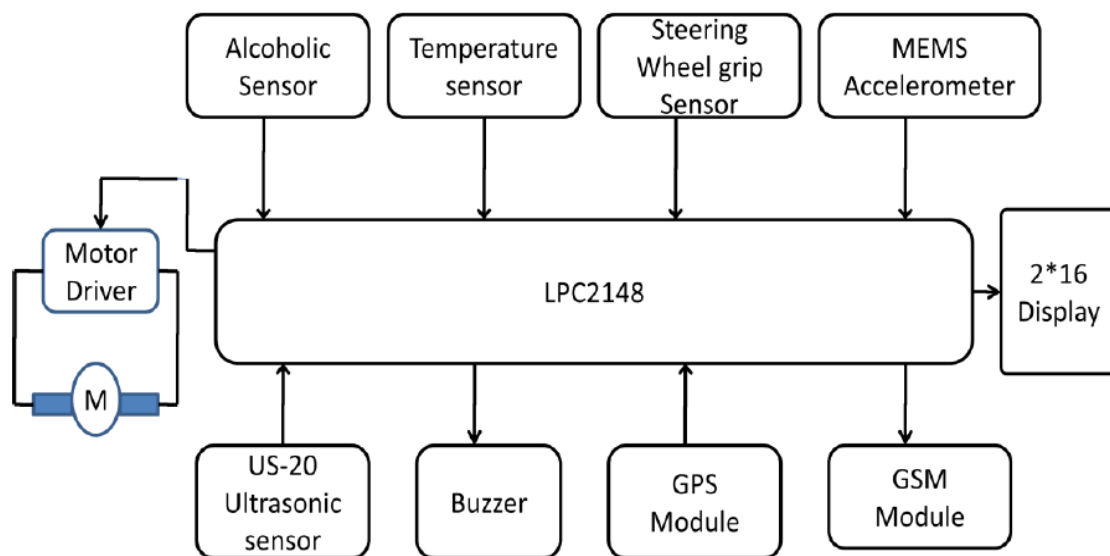 Alcoholic
Sensor
Temperature
sensor
Steering
Wheel grip
Sensor
MEMS
Accelerometer
Motor
Driver
LPC2148
2*16
Display
M
US-20
Ultrasonic
sensor
Buzzer
GPS
Module
GSM
Module